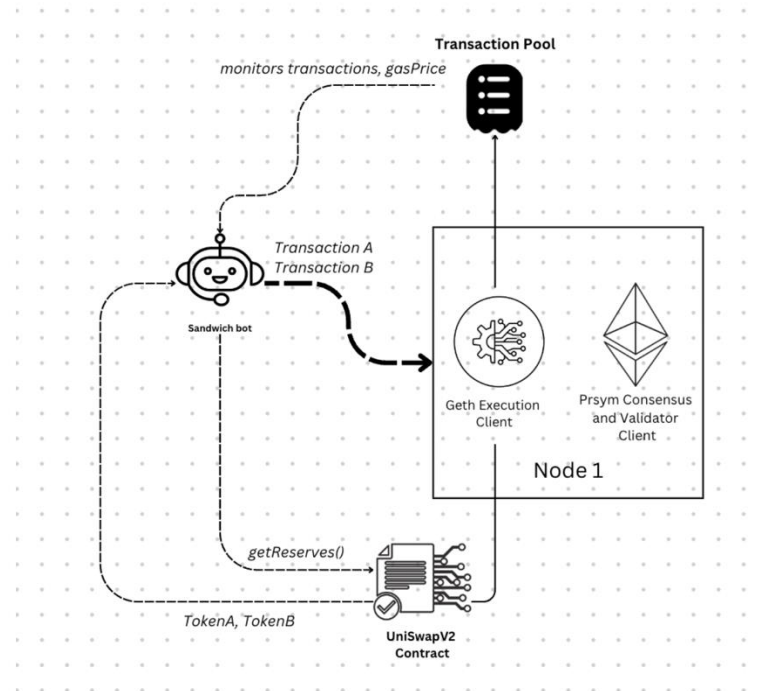 Transaction Pool
monitors transactions, gasPrice
Transaction A
Transaction B
Sandwich bot
Geth Execution
Client
Prsym Consensus
and Validator
Client
Node 1
getReserves()
TokenA, TokenB
UniSwapV2
Contract